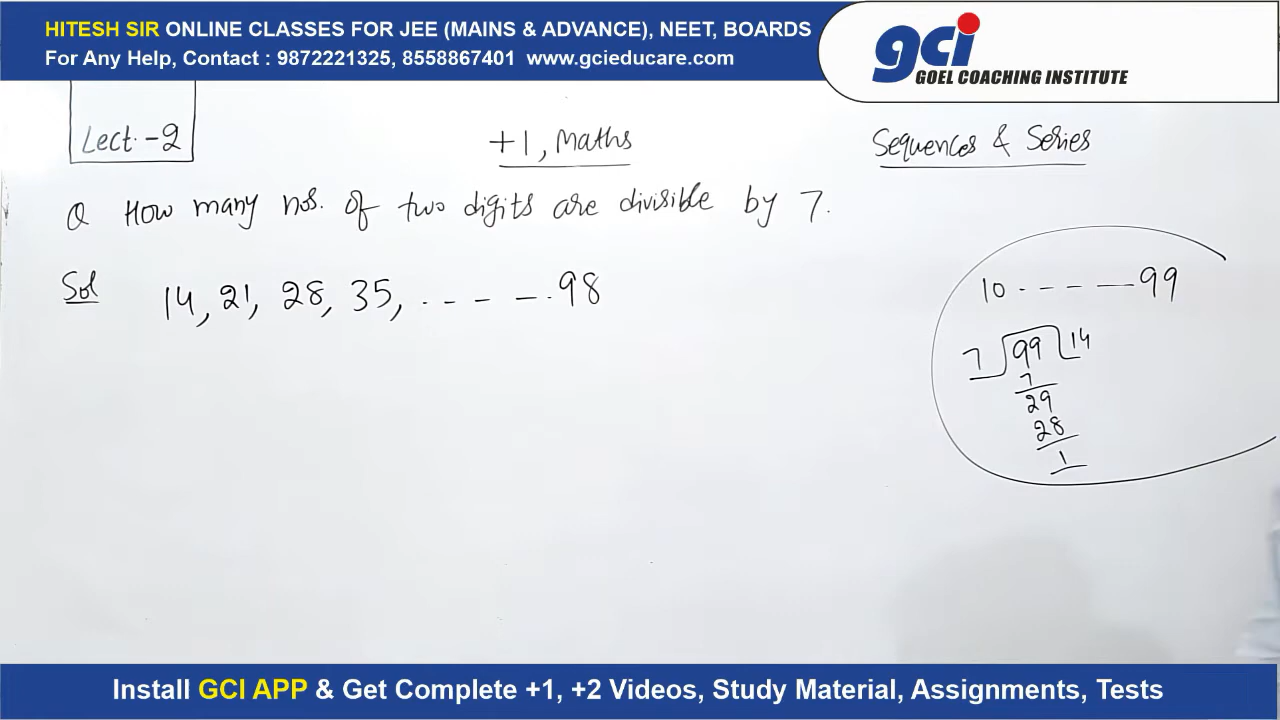 HITESH SIR ONLINE CLASSES FOR JEE (MAINS & ADVANCE), NEET, BOARDS
For Any Help, Contact : 9872221325, 8558867401 www.gcieducare.com
gci
GOEL COACHING INSTITUTE
Lect.-2
+1, Maths
Sequences & Series
Q How many nos. of two digits are divisible by 7.
Sol 14, 21, 28, 35, . - - - - . 98
10 . - - - - 99
7 99 14
7
29
28
1
Install GCI APP & Get Complete +1, +2 Videos, Study Material, Assignments, Tests